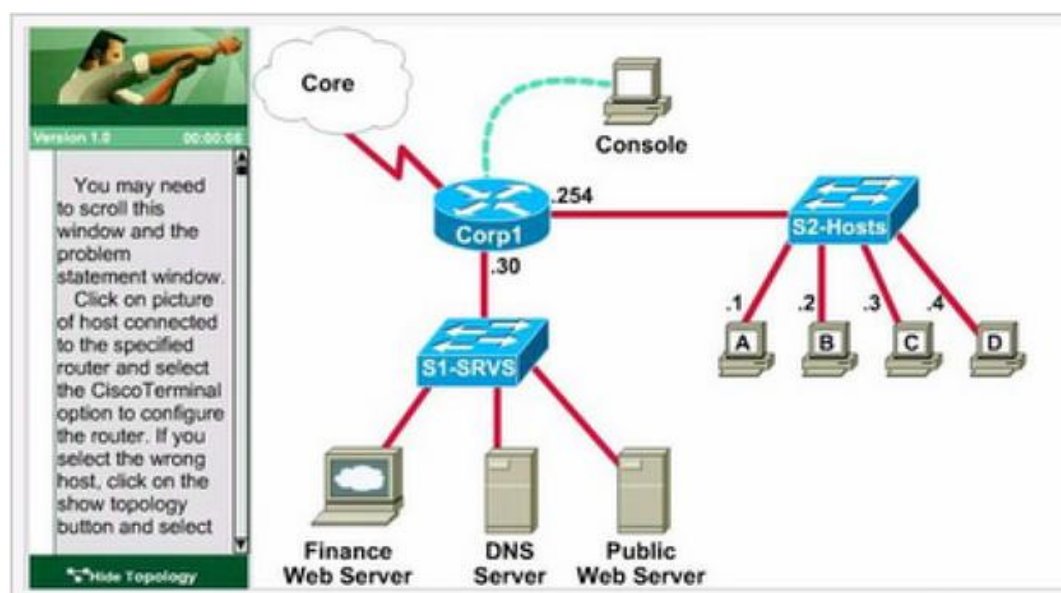 Version 1.0 00:00:08
You may need
to scroll this
window and the
problem
statement window.
Click on picture
of host connected
to the specified
router and select
the CiscoTerminal
option to configure
the router. If you
select the wrong
host, click on the
show topology
button and select
Hide Topology
Core
Console
.254
Corp1
S2-Hosts
.30
.1 .2 .3 .4
A B C D
S1-SRVS
Finance
Web Server
DNS
Server
Public
Web Server